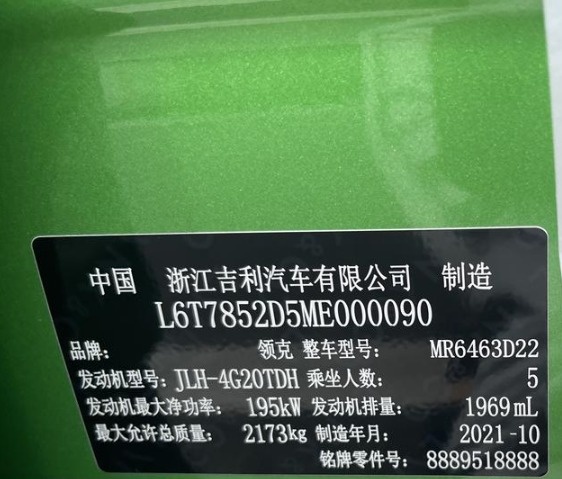 中国 浙江吉利汽车有限公司 制造
L6T7852D5ME000090
品牌： 领克 整车型号： MR6463D22
发动机型号：JLH-4G20TDH 乘坐人数： 5
发动机最大净功率： 195kW 发动机排量： 1969mL
最大允许总质量： 2173kg 制造年月： 2021-10
铭牌零件号： 8889518888